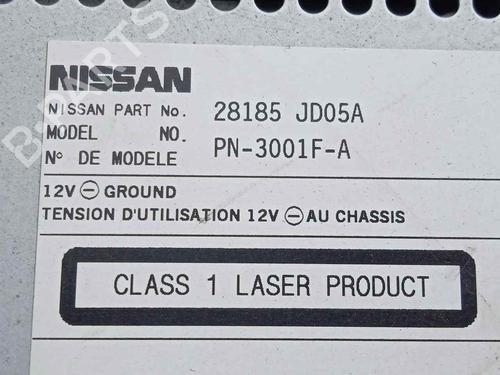 NISSAN
NISSAN PART No. 28185 JD05A
MODEL NO. PN-3001F-A
N° DE MODELE
12V ⊖ GROUND
TENSION D'UTILISATION 12V ⊖ AU CHASSIS
CLASS 1 LASER PRODUCT
B-PARTS